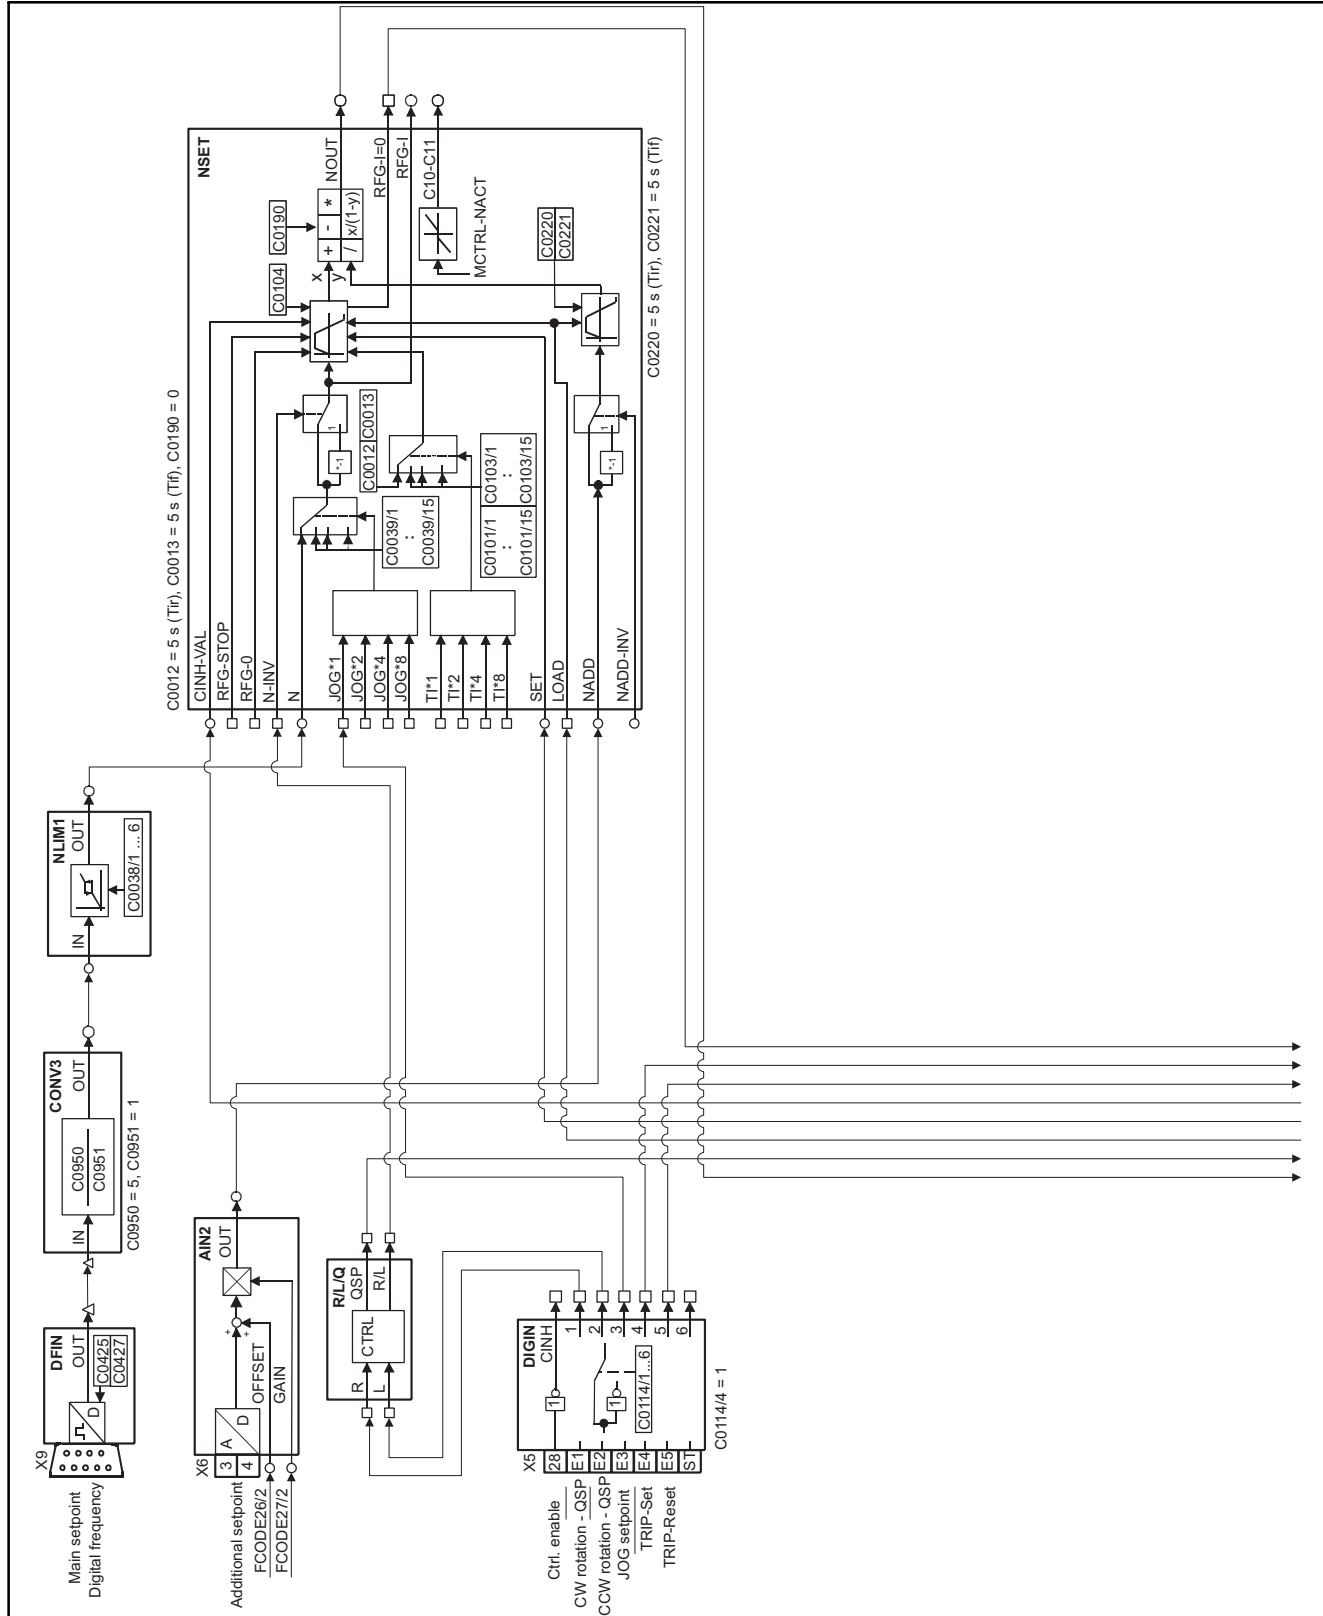 X9
Main setpoint
Digital frequency
DFIN
OUT
D
C0425
C0427
CONV3
IN
C0950
C0951
OUT
C0950 = 5, C0951 = 1
NLIM1
IN
OUT
C0038/1 ... 6
X6
Additional setpoint
3
4
FCODE26/2
FCODE27/2
AIN2
A
D
+
+
OFFSET
GAIN
OUT
R/L/Q
R
L
CTRL
QSP
R/L
X5
Ctrl. enable
CW rotation - QSP
CCW rotation - QSP
JOG setpoint
TRIP-Set
TRIP-Reset
28
E1
E2
E3
E4
E5
ST
DIGIN
CINH
1
1
1
2
3
4
5
6
C0114/1...6
C0114/4 = 1
C0012 = 5 s (Tir), C0013 = 5 s (Tif), C0190 = 0
NSET
CINH-VAL
RFG-STOP
RFG-0
N-INV
N
JOG*1
JOG*2
JOG*4
JOG*8
TI*1
TI*2
TI*4
TI*8
SET
LOAD
NADD
NADD-INV
C0039/1
:
C0039/15
*-1
1
C0012
C0013
C0101/1
:
C0101/15
C0103/1
:
C0103/15
*-1
1
C0104
C0190
x
y
+
-
*
/
x/(1-y)
NOUT
RFG-I=0
RFG-I
C10-C11
MCTRL-NACT
C0220
C0221
C0220 = 5 s (Tir), C0221 = 5 s (Tif)